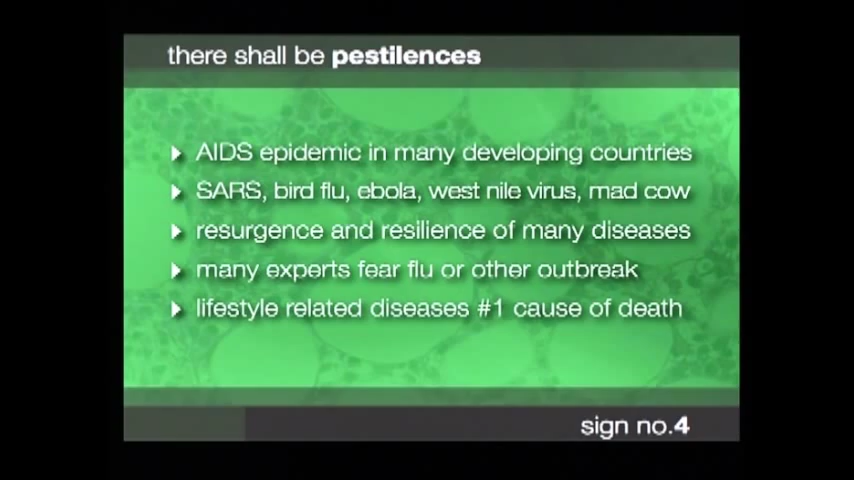 there shall be pestilences
AIDS epidemic in many developing countries
SARS, bird flu, ebola, west nile virus, mad cow
resurgence and resilience of many diseases
many experts fear flu or other outbreak
lifestyle related diseases #1 cause of death
sign no.4